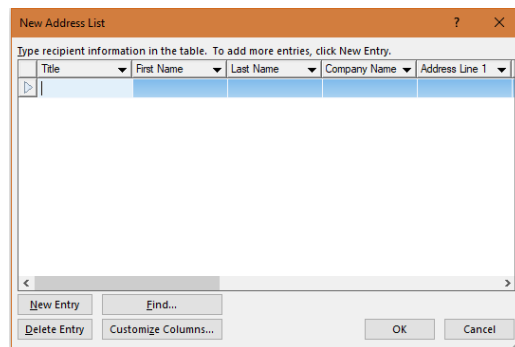 New Address List ? ×
Type recipient information in the table. To add more entries, click New Entry.
Title First Name Last Name Company Name Address Line 1
New Entry Find...
Delete Entry Customize Columns... OK Cancel